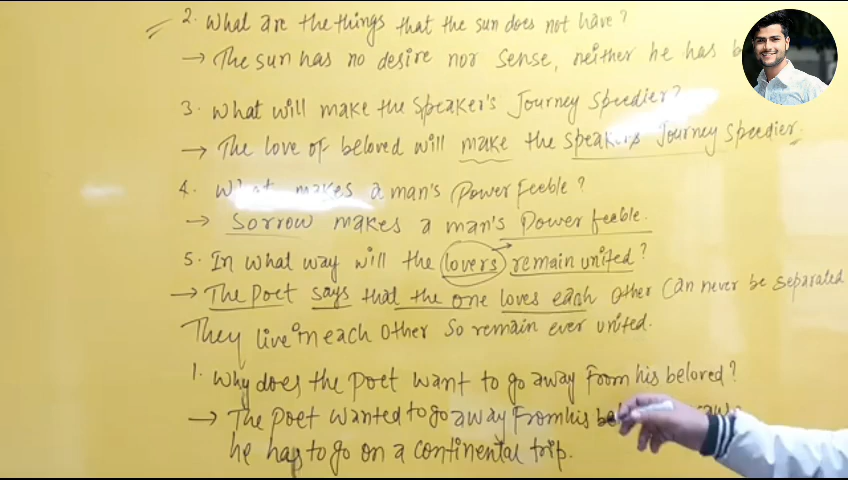 2. What are the things that the sun does not have?
→ The sun has no desire nor sense, neither he has
3. What will make the Speaker's Journey Speedier?
→ The love of beloved will make the speakers Journey Speedier.
4. What makes a man's Power feeble?
→ Sorrow makes a man's Power feeble.
5. In what way will the lovers remain united?
→ The Poet says that the one loves each other can never be separated
They live in each other so remain ever united.
1. Why does the Poet want to go away from his beloved?
→ The Poet wanted to go away from his
he has to go on a continental trip.